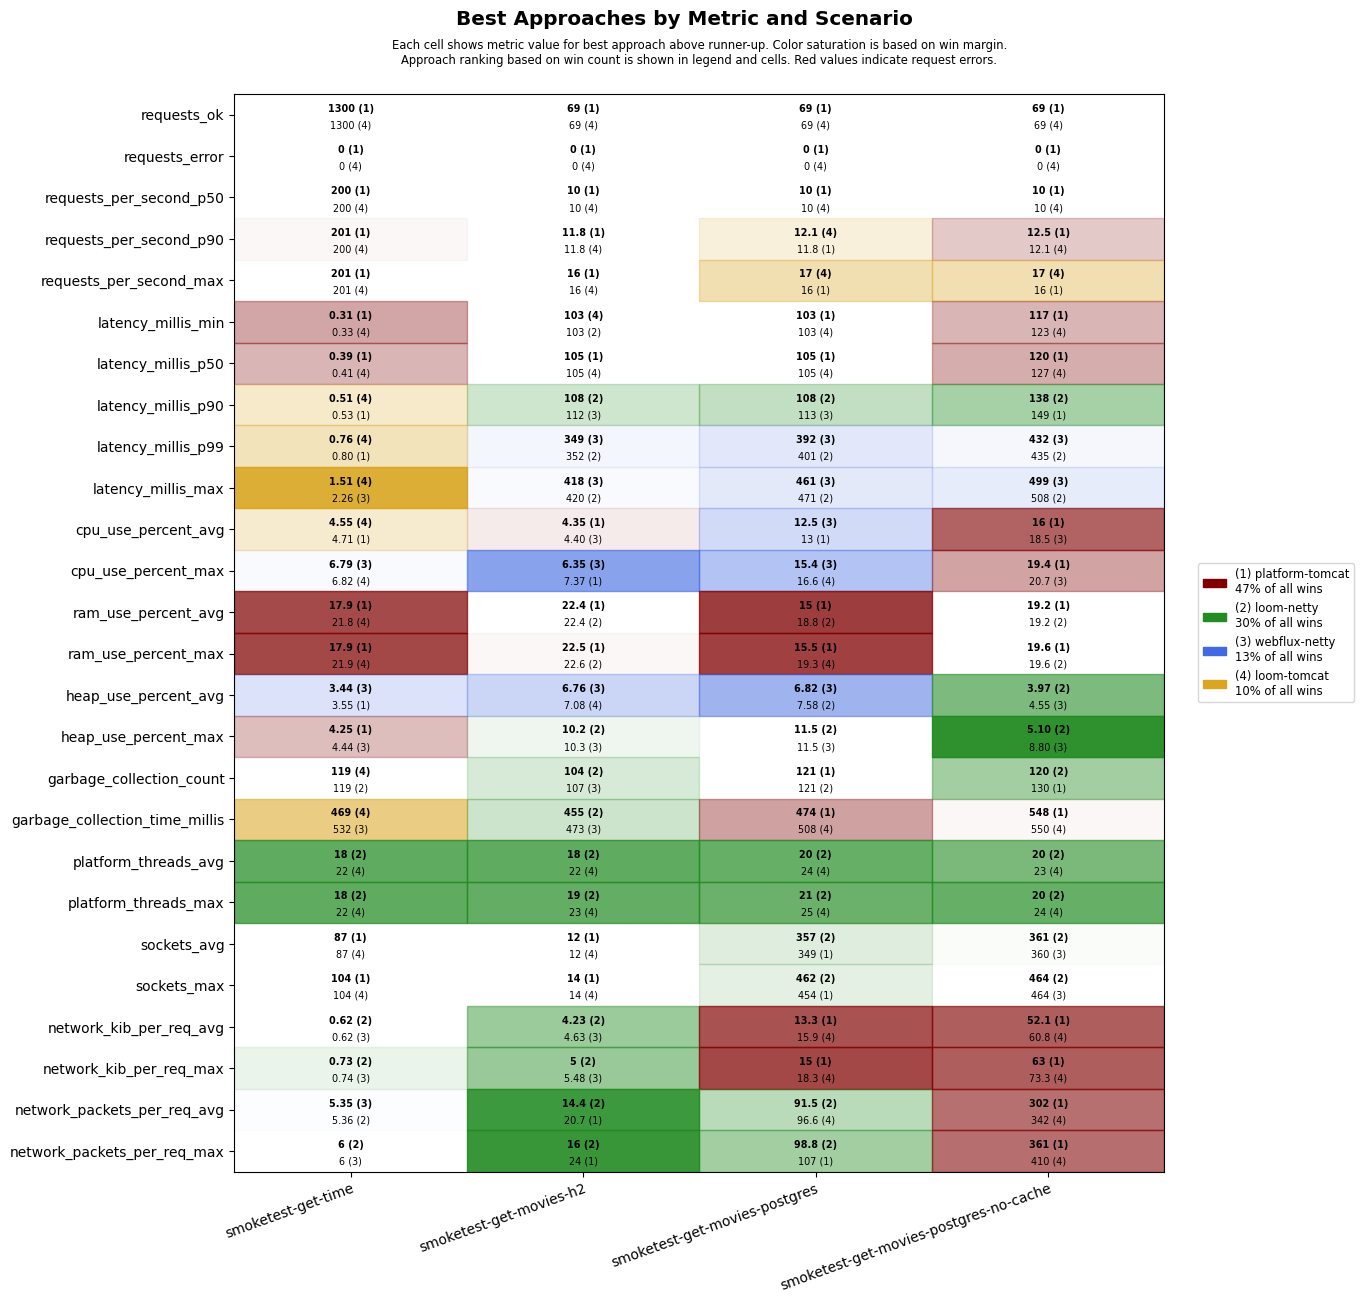 Best Approaches by Metric and Scenario
Each cell shows metric value for best approach above runner-up. Color saturation is based on win margin.
Approach ranking based on win count is shown in legend and cells. Red values indicate request errors.
requests_ok
1300 (1) 69 (1) 69 (1) 69 (1)
1300 (4) 69 (4) 69 (4) 69 (4)
requests_error
0 (1) 0 (1) 0 (1) 0 (1)
0 (4) 0 (4) 0 (4) 0 (4)
requests_per_second_p50
200 (1) 10 (1) 10 (1) 10 (1)
200 (4) 10 (4) 10 (4) 10 (4)
requests_per_second_p90
201 (1) 11.8 (1) 12.1 (4) 12.5 (1)
200 (4) 11.8 (4) 11.8 (1) 12.1 (4)
requests_per_second_max
201 (1) 16 (1) 17 (4) 17 (4)
201 (4) 16 (4) 16 (1) 16 (1)
latency_millis_min
0.31 (1) 103 (4) 103 (1) 117 (1)
0.33 (4) 103 (2) 103 (4) 123 (4)
latency_millis_p50
0.39 (1) 105 (1) 105 (1) 120 (1)
0.41 (4) 105 (4) 105 (4) 127 (4)
latency_millis_p90
0.51 (4) 108 (2) 108 (2) 138 (2)
0.53 (1) 112 (3) 113 (3) 149 (1)
latency_millis_p99
0.76 (4) 349 (3) 392 (3) 432 (3)
0.80 (1) 352 (2) 401 (2) 435 (2)
latency_millis_max
1.51 (4) 418 (3) 461 (3) 499 (3)
2.26 (3) 420 (2) 471 (2) 508 (2)
cpu_use_percent_avg
4.55 (4) 4.35 (1) 12.5 (3) 16 (1)
4.71 (1) 4.40 (3) 13 (1) 18.5 (3)
cpu_use_percent_max
6.79 (3) 6.35 (3) 15.4 (3) 19.4 (1)
6.82 (4) 7.37 (1) 16.6 (4) 20.7 (3)
ram_use_percent_avg
17.9 (1) 22.4 (1) 15 (1) 19.2 (1)
21.8 (4) 22.4 (2) 18.8 (2) 19.2 (2)
ram_use_percent_max
17.9 (1) 22.5 (1) 15.5 (1) 19.6 (1)
21.9 (4) 22.6 (2) 19.3 (4) 19.6 (2)
heap_use_percent_avg
3.44 (3) 6.76 (3) 6.82 (3) 3.97 (2)
3.55 (1) 7.08 (4) 7.58 (2) 4.55 (3)
heap_use_percent_max
4.25 (1) 10.2 (2) 11.5 (2) 5.10 (2)
4.44 (3) 10.3 (3) 11.5 (3) 8.80 (3)
garbage_collection_count
119 (4) 104 (2) 121 (1) 120 (2)
119 (2) 107 (3) 121 (2) 130 (1)
garbage_collection_time_millis
469 (4) 455 (2) 474 (1) 548 (1)
532 (3) 473 (3) 508 (4) 550 (4)
platform_threads_avg
18 (2) 18 (2) 20 (2) 20 (2)
22 (4) 22 (4) 24 (4) 23 (4)
platform_threads_max
18 (2) 19 (2) 21 (2) 20 (2)
22 (4) 23 (4) 25 (4) 24 (4)
sockets_avg
87 (1) 12 (1) 357 (2) 361 (2)
87 (4) 12 (4) 349 (1) 360 (3)
sockets_max
104 (1) 14 (1) 462 (2) 464 (2)
104 (4) 14 (4) 454 (1) 464 (3)
network_kib_per_req_avg
0.62 (2) 4.23 (2) 13.3 (1) 52.1 (1)
0.62 (3) 4.63 (3) 15.9 (4) 60.8 (4)
network_kib_per_req_max
0.73 (2) 5 (2) 15 (1) 63 (1)
0.74 (3) 5.48 (3) 18.3 (4) 73.3 (4)
network_packets_per_req_avg
5.35 (3) 14.4 (2) 91.5 (2) 302 (1)
5.36 (2) 20.7 (1) 96.6 (4) 342 (4)
network_packets_per_req_max
6 (2) 16 (2) 98.8 (2) 361 (1)
6 (3) 24 (1) 107 (1) 410 (4)
smoketest-get-time
smoketest-get-movies-h2
smoketest-get-movies-postgres
smoketest-get-movies-postgres-no-cache
(1) platform-tomcat
47% of all wins
(2) loom-netty
30% of all wins
(3) webflux-netty
13% of all wins
(4) loom-tomcat
10% of all wins